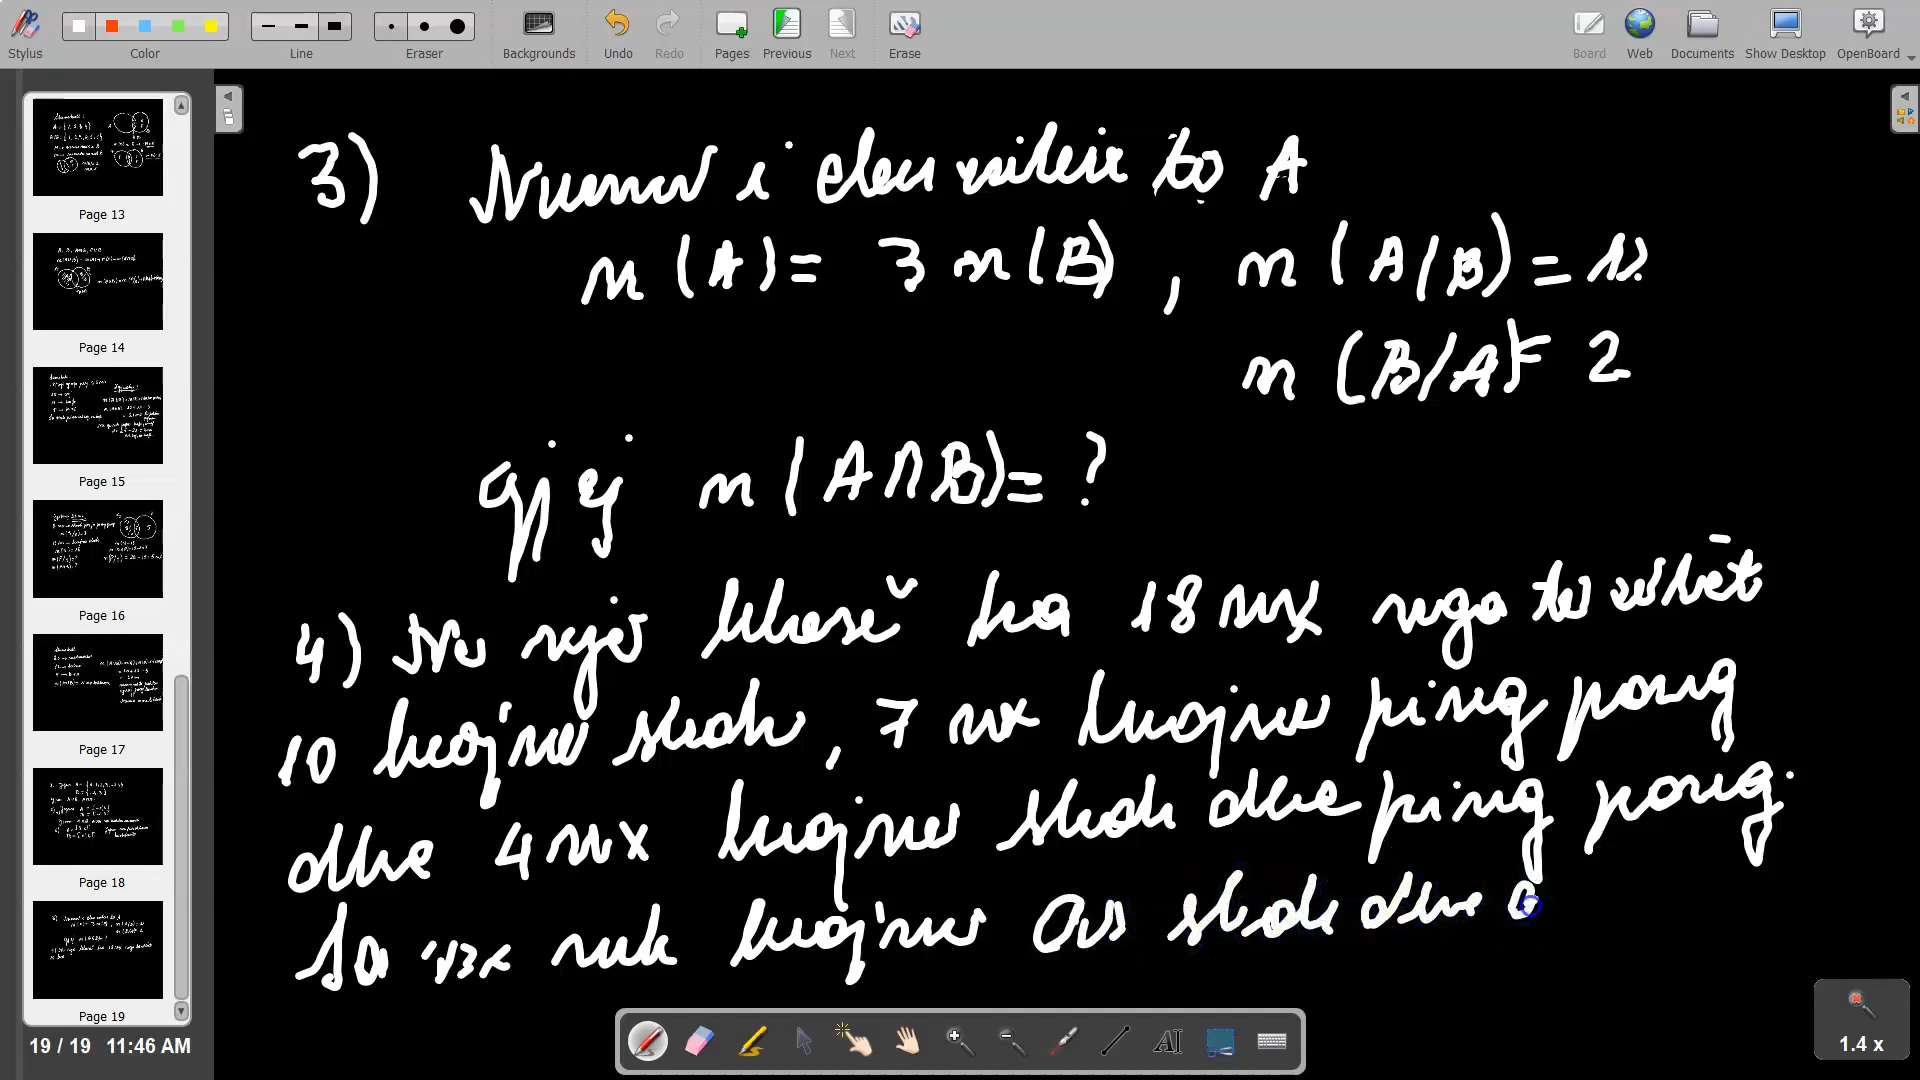 Stylus
Color
Line
Eraser
Backgrounds
Undo
Redo
Pages
Previous
Next
Erase
Board
Web
Documents
Show Desktop
OpenBoard
Page 13
Page 14
Page 15
Page 16
Page 17
Page 18
Page 19
19 / 19 11:46 AM
3) Numri i elementeve të A
n(A) = 3n(B), n(A/B) =
n(B/A) = 2
gjej n(A∩B) = ?
4) Në një klasë ka 18 nx nga të cilët
10 luajnë shah, 7 nx luajnë ping pong
dhe 4 nx luajnë shah dhe ping pong.
Sa nx nuk luajnë as shah dhe
1.4 x